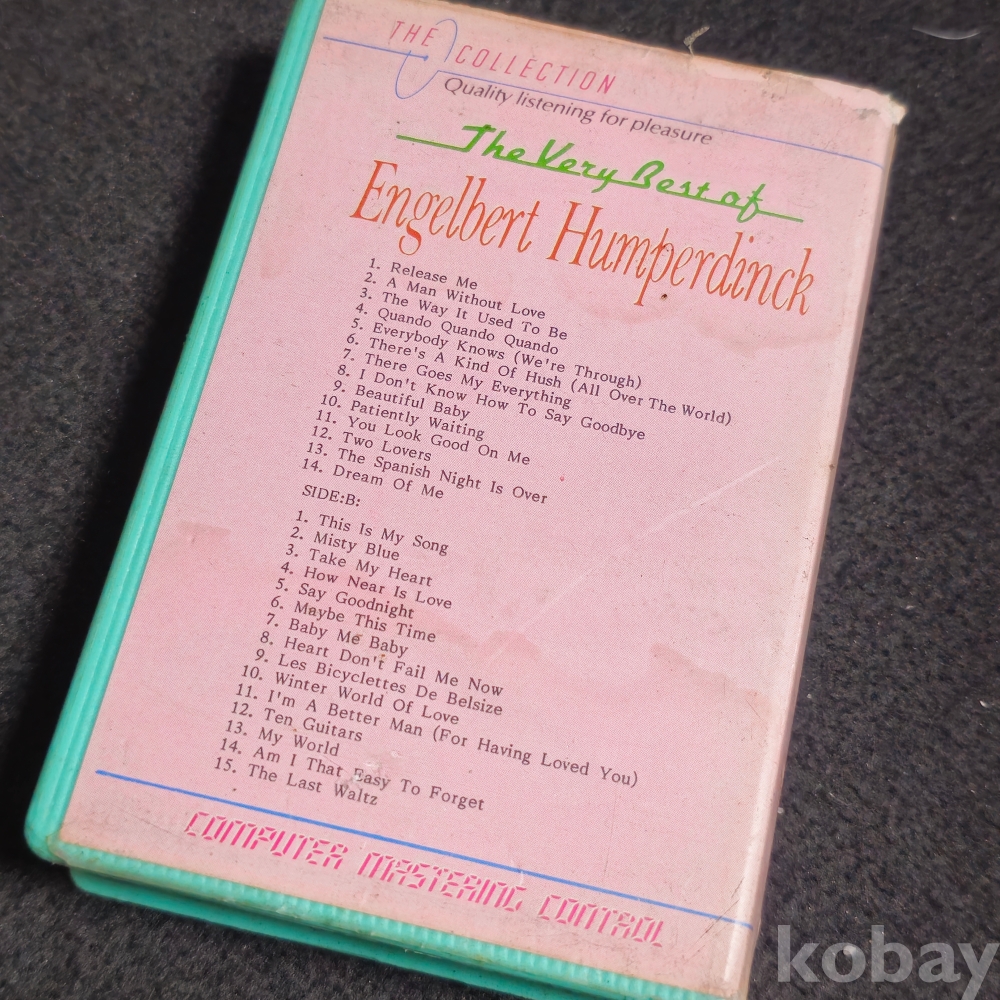 THE COLLECTION
Quality listening for pleasure
The Very Best of
Engelbert Humperdinck
1. Release Me
2. A Man Without Love
3. The Way It Used To Be
4. Quando Quando Quando
5. Everybody Knows (We're Through)
6. There's A Kind Of Hush (All Over The World)
7. There Goes My Everything
8. I Don't Know How To Say Goodbye
9. Beautiful Baby
10. Patiently Waiting
11. You Look Good On Me
12. Two Lovers
13. The Spanish Night Is Over
14. Dream Of Me
SIDE:B:
1. This Is My Song
2. Misty Blue
3. Take My Heart
4. How Near Is Love
5. Say Goodnight
6. Maybe This Time
7. Baby Me Baby
8. Heart Don't Fail Me Now
9. Les Bicyclettes De Belsize
10. Winter World Of Love
11. I'm A Better Man (For Having Loved You)
12. Ten Guitars
13. My World
14. Am I That Easy To Forget
15. The Last Waltz
COMPUTER MASTERING CONTROL
kobay